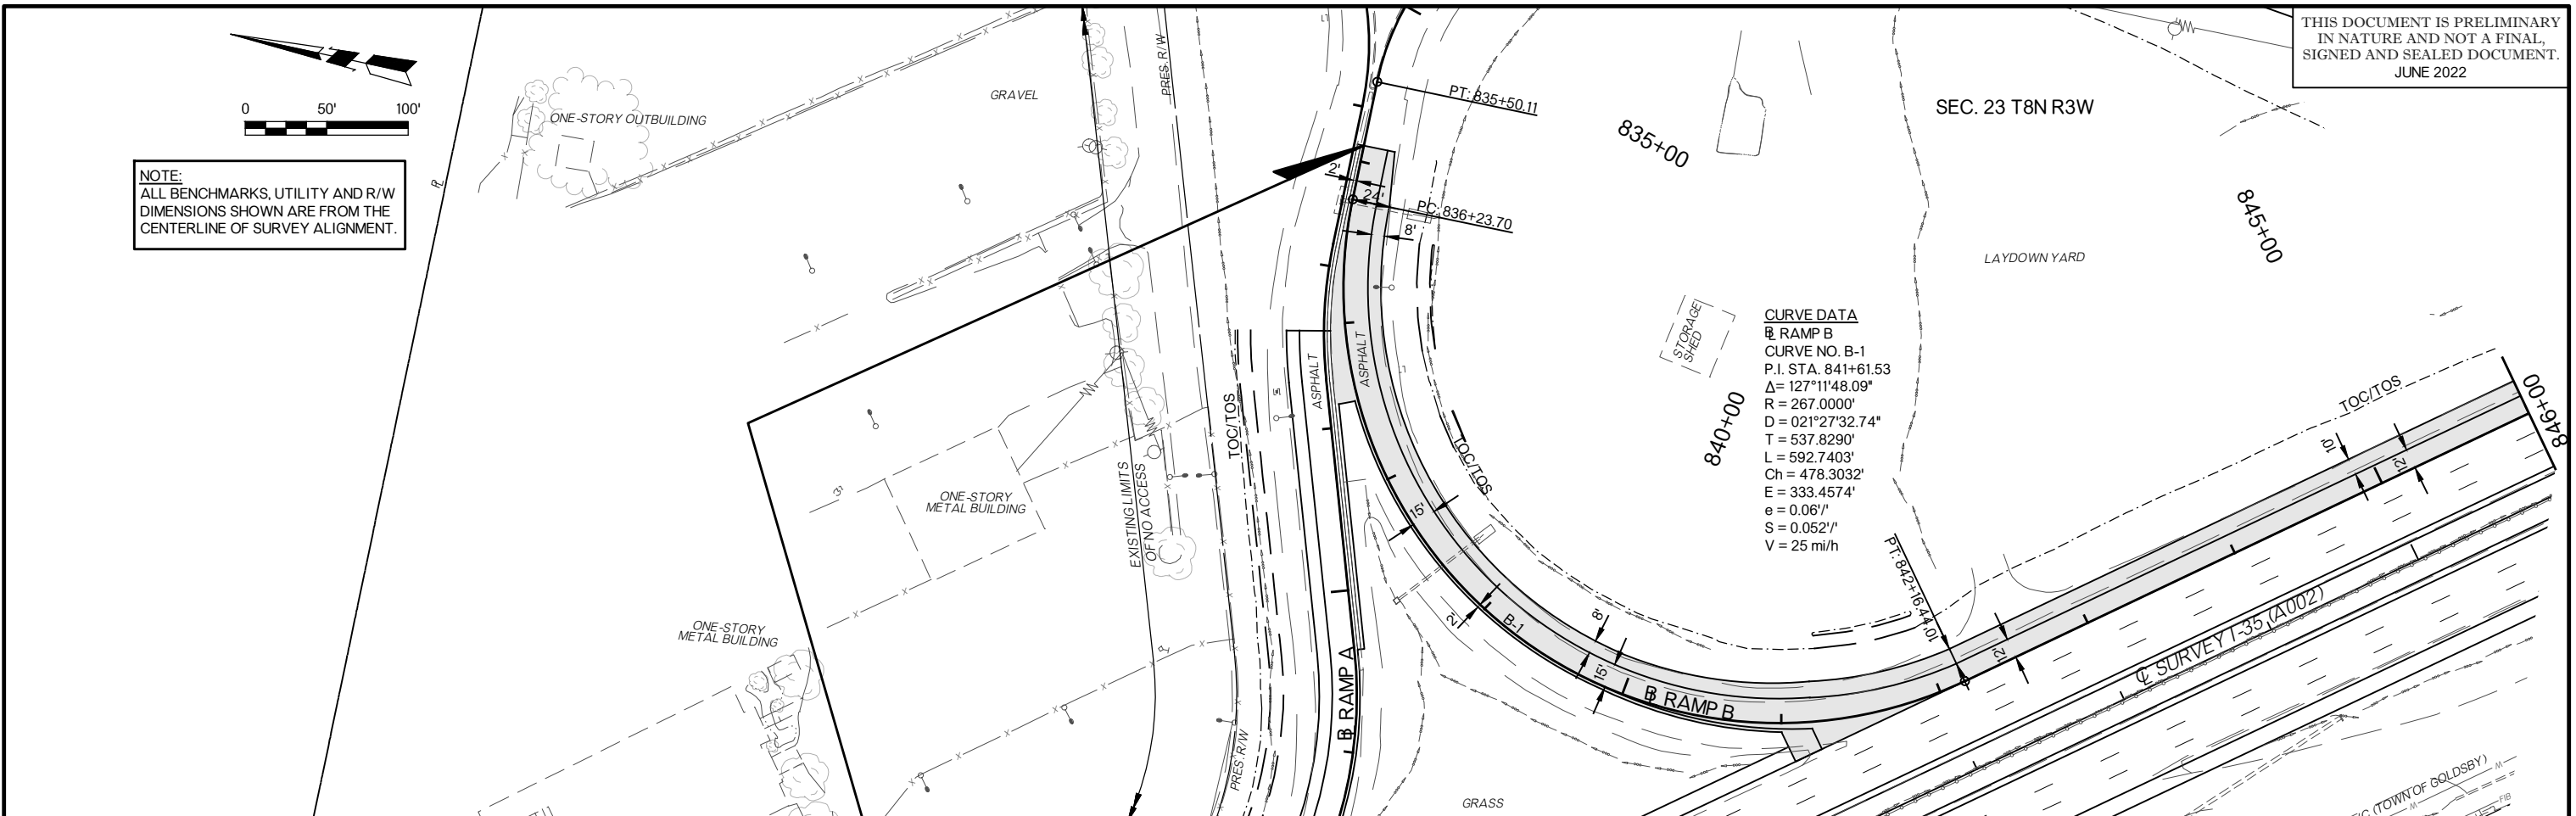 THIS DOCUMENT IS PRELIMINARY
IN NATURE AND NOT A FINAL,
SIGNED AND SEALED DOCUMENT.
JUNE 2022
0 50' 100'
NOTE:
ALL BENCHMARKS, UTILITY AND R/W
DIMENSIONS SHOWN ARE FROM THE
CENTERLINE OF SURVEY ALIGNMENT.
ONE-STORY OUTBUILDING
GRAVEL
PRES. R/W
PT: 835+50.11
2'
24'
PC: 836+23.70
8'
835+00
SEC. 23 T8N R3W
845+00
LAYDOWN YARD
STORAGE
SHED
CURVE DATA
RAMP B
CURVE NO. B-1
P.I. STA. 841+61.53
Δ= 127°11'48.09"
R = 267.0000'
D = 021°27'32.74"
T = 537.8290'
L = 592.7403'
Ch = 478.3032'
E = 333.4574'
e = 0.06'/'
S = 0.052'/'
V = 25 mi/h
840+00
TOC/TOS
846+00
10'
12'
ASPHALT
ASPHALT
TOC/TOS
TOC/TOS
EXISTING LIMITS
OF NO ACCESS
ONE-STORY
METAL BUILDING
ONE-STORY
METAL BUILDING
15'
2'
B-1
8'
15'
12'
RAMP A
RAMP B
SURVEY I-35 (A002)
PRES. R/W
GRASS
(TOWN OF GOLDSBY)